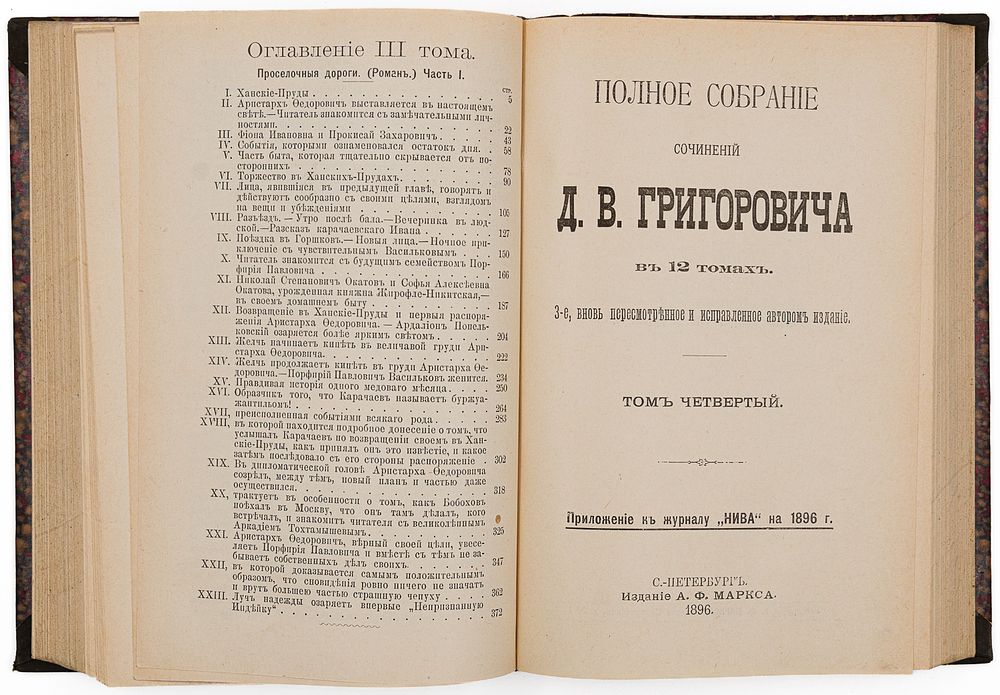 Оглавленіе III тома.
Проселочныя дороги. (Романъ.) Часть I.
стр.
I. Ханскіе-Пруды . . . . . . . . . . . . . . 5
II. Аристархъ Ѳедоровичъ выставляется въ настоящемъ
свѣтѣ.—Читатель знакомится съ замѣчательными лич-
ностями. . . . . . . . . . . . . . 22
III. Фіона Ивановна и Прокисай Захаровичъ. . . . . . 43
IV. Событія, которыми ознаменовался остатокъ дня. . 58
V. Часть быта, которая тщательно скрывается отъ по-
стороннихъ . . . . . . . . . . . . . 78
VI. Торжество въ Ханскихъ-Прудахъ. . . . . . . . . 90
VII. Лица, явившіяся въ предыдущей главѣ, говорятъ и
дѣйствуютъ сообразно съ своими цѣлями, взглядомъ
на вещи и убѣжденіями . . . . . . . . . . 105
VIII. Разъѣздъ. — Утро послѣ бала.—Вечеринка въ люд-
ской.—Разсказъ карачаевскаго Ивана . . . . . . 127
IX. Поѣздка въ Горшковъ.—Новыя лица.—Ночное при-
ключеніе съ чувствительнымъ Васильковымъ . . . 150
X. Читатель знакомится съ будущимъ семействомъ Пор-
фирія Павловича . . . . . . . . . . . . 166
XI. Николай Степановичъ Окатовъ и Софья Алексѣевна
Окатова, урожденная княжна Жирофле-Никитская,—
въ своемъ домашнемъ быту . . . . . . . . . 187
XII. Возвращеніе въ Ханскіе-Пруды и первыя распоря-
женія Аристарха Ѳедоровича. — Ардаліонъ Попель-
ковскій озаряется болѣе яркимъ свѣтомъ. . . . . 204
XIII. Желчь начинаетъ кипѣть въ величавой груди Ари-
старха Ѳедоровича. . . . . . . . . . . . 222
XIV. Желчь продолжаетъ кипѣть въ груди Аристарха Ѳе-
доровича.—Порфирій Павловичъ Васильковъ женится. 234
XV. Правдивая исторія одного медоваго мѣсяца. . . . 250
XVI. Образчикъ того, что Карачаевъ называетъ буржуа-
жантильомъ! . . . . . . . . . . . . . 264
XVII, преисполненная событіями всякаго рода. . . . . 283
XVIII, въ которой находится подробное донесеніе о томъ, что
услышалъ Карачаевъ по возвращеніи своемъ въ Хан-
скіе-Пруды, какъ принялъ онъ это извѣстіе, и какое
затѣмъ послѣдовало съ его стороны распоряженіе . 302
XIX. Въ дипломатической головѣ Аристарха Ѳедоровича
созрѣлъ, между тѣмъ, новый планъ и частью даже
осуществился. . . . . . . . . . . . . . 318
XX, трактуетъ въ особенности о томъ, какъ Бобоховъ
поѣхалъ въ Москву, что онъ тамъ дѣлалъ, кого
встрѣчалъ, и знакомитъ читателя съ великолѣпнымъ
Аркадіемъ Тохтамышевымъ. . . . . . . . . . 325
XXI. Аристархъ Ѳедоровичъ, вѣрный своей цѣли, увесе-
ляетъ Порфирія Павловича и вмѣстѣ съ тѣмъ не за-
бываетъ собственныхъ дѣлъ своихъ. . . . . . . 347
XXII, въ которой доказывается самымъ положительнымъ
образомъ, что сновидѣнія ровно ничего не значатъ
и врутъ большею частью страшную чепуху . . . . 362
XXIII. Лучъ надежды озаряетъ впервые „Непризнанную
Индѣйку“ . . . . . . . . . . . . . . 372
ПОЛНОЕ СОБРАНІЕ
СОЧИНЕНІЙ
Д. В. ГРИГОРОВИЧА
въ 12 томахъ.
3-е, вновь пересмотрѣнное и исправленное авторомъ изданіе.
ТОМЪ ЧЕТВЕРТЫЙ.
Приложеніе къ журналу „НИВА“ на 1896 г.
С.-ПЕТЕРБУРГЪ.
Изданіе А. Ф. МАРКСА.
1896.